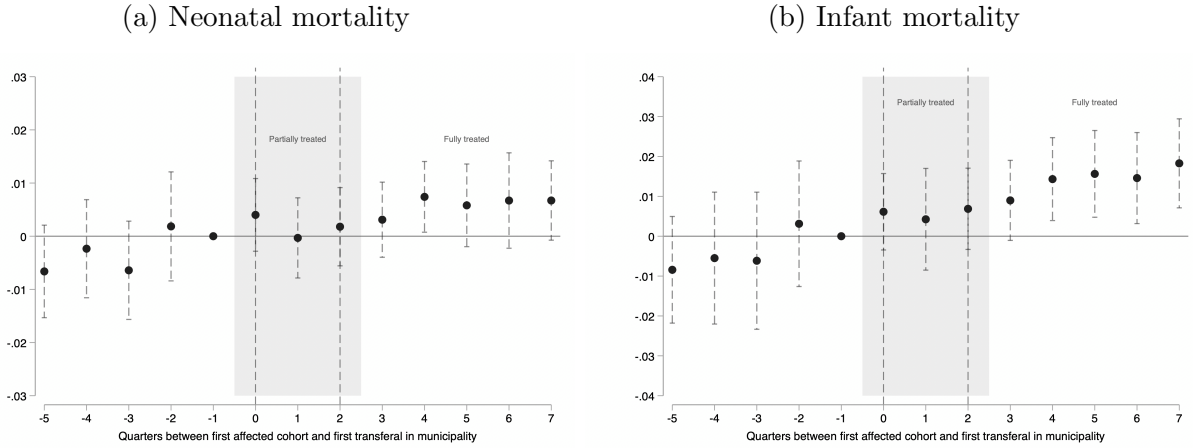 (a) Neonatal mortality
.03
.02
.01
0
-.01
-.02
-.03
Partially treated
Fully treated
-5 -4 -3 -2 -1 0 1 2 3 4 5 6 7
Quarters between first affected cohort and first transferal in municipality
(b) Infant mortality
.04
.03
.02
.01
0
-.01
-.02
-.03
-.04
Partially treated
Fully treated
-5 -4 -3 -2 -1 0 1 2 3 4 5 6 7
Quarters between first affected cohort and first transferal in municipality